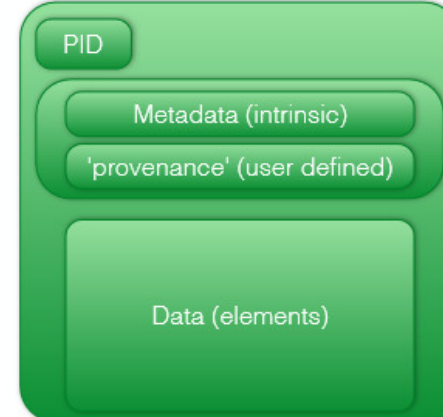 PID
Metadata (intrinsic)
'provenance' (user defined)
Data (elements)